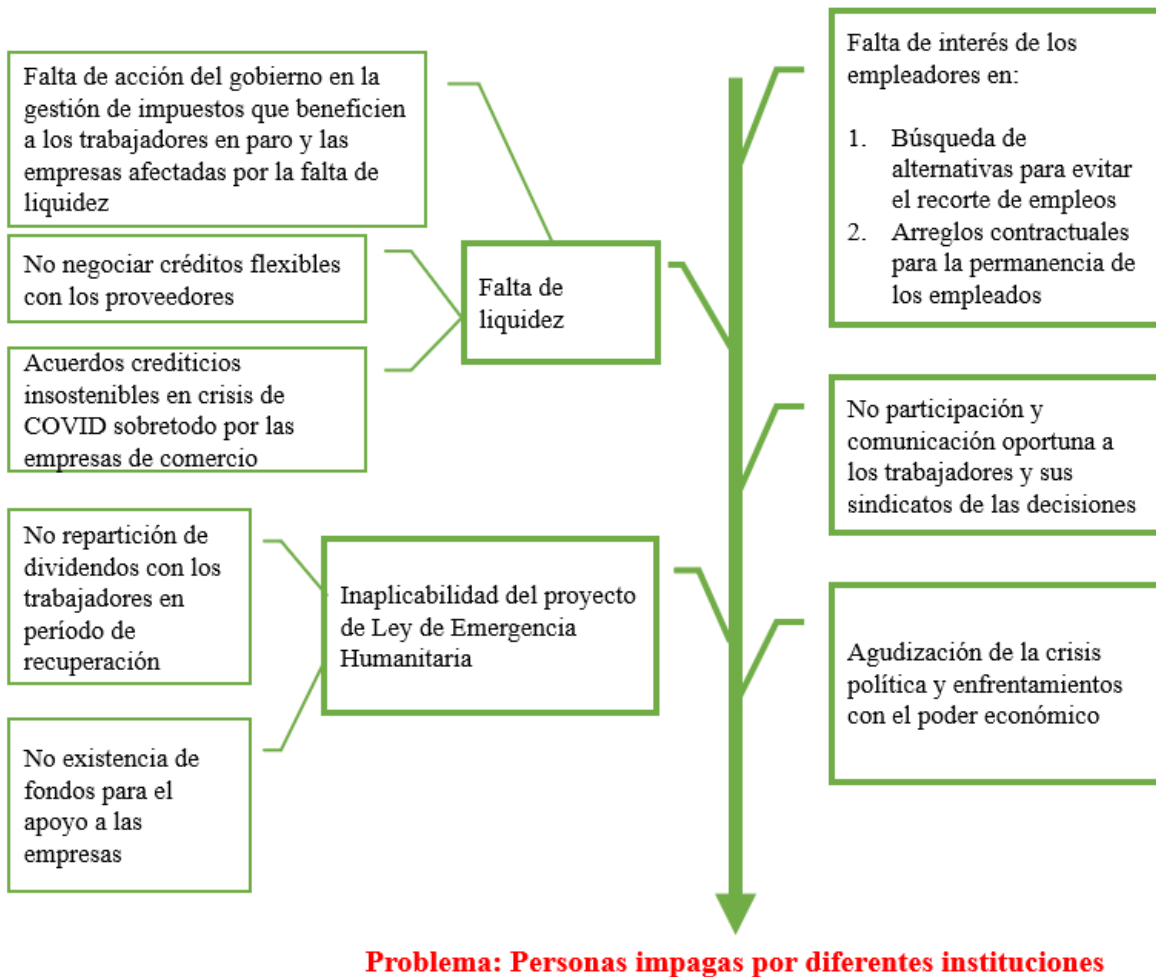 Falta de acción del gobierno en la
gestión de impuestos que beneficien
a los trabajadores en paro y las
empresas afectadas por la falta de
liquidez
No negociar créditos flexibles
con los proveedores
Acuerdos crediticios
insostenibles en crisis de
COVID sobretodo por las
empresas de comercio
Falta de
liquidez
No repartición de
dividendos con los
trabajadores en
período de
recuperación
No existencia de
fondos para el
apoyo a las
empresas
Inaplicabilidad del proyecto
de Ley de Emergencia
Humanitaria
Falta de interés de los
empleadores en:
1. Búsqueda de
alternativas para evitar
el recorte de empleos
2. Arreglos contractuales
para la permanencia de
los empleados
No participación y
comunicación oportuna a
los trabajadores y sus
sindicatos de las decisiones
Agudización de la crisis
política y enfrentamientos
con el poder económico
Problema: Personas impagas por diferentes instituciones